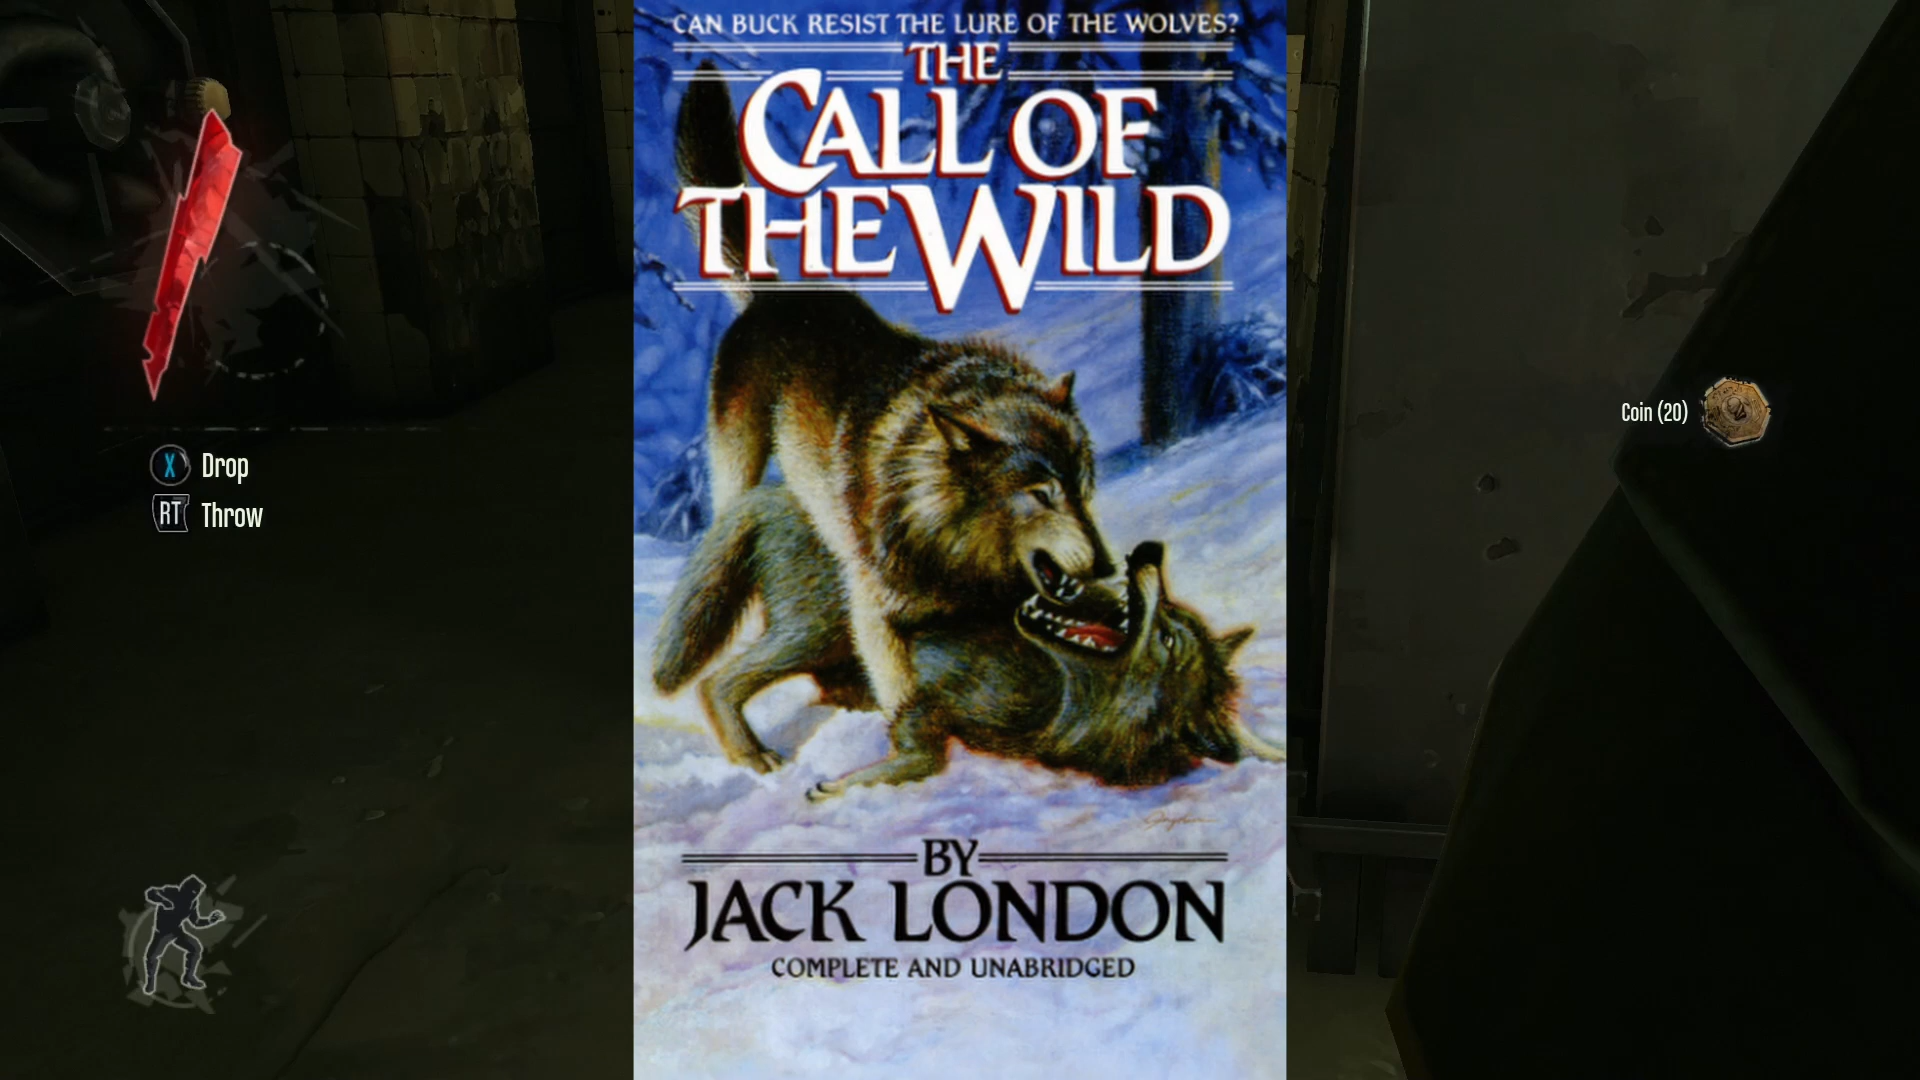 CAN BUCK RESIST THE LURE OF THE WOLVES?
THE
CALL OF
THE WILD
Coin (20)
X Drop
RT Throw
BY
JACK LONDON
COMPLETE AND UNABRIDGED